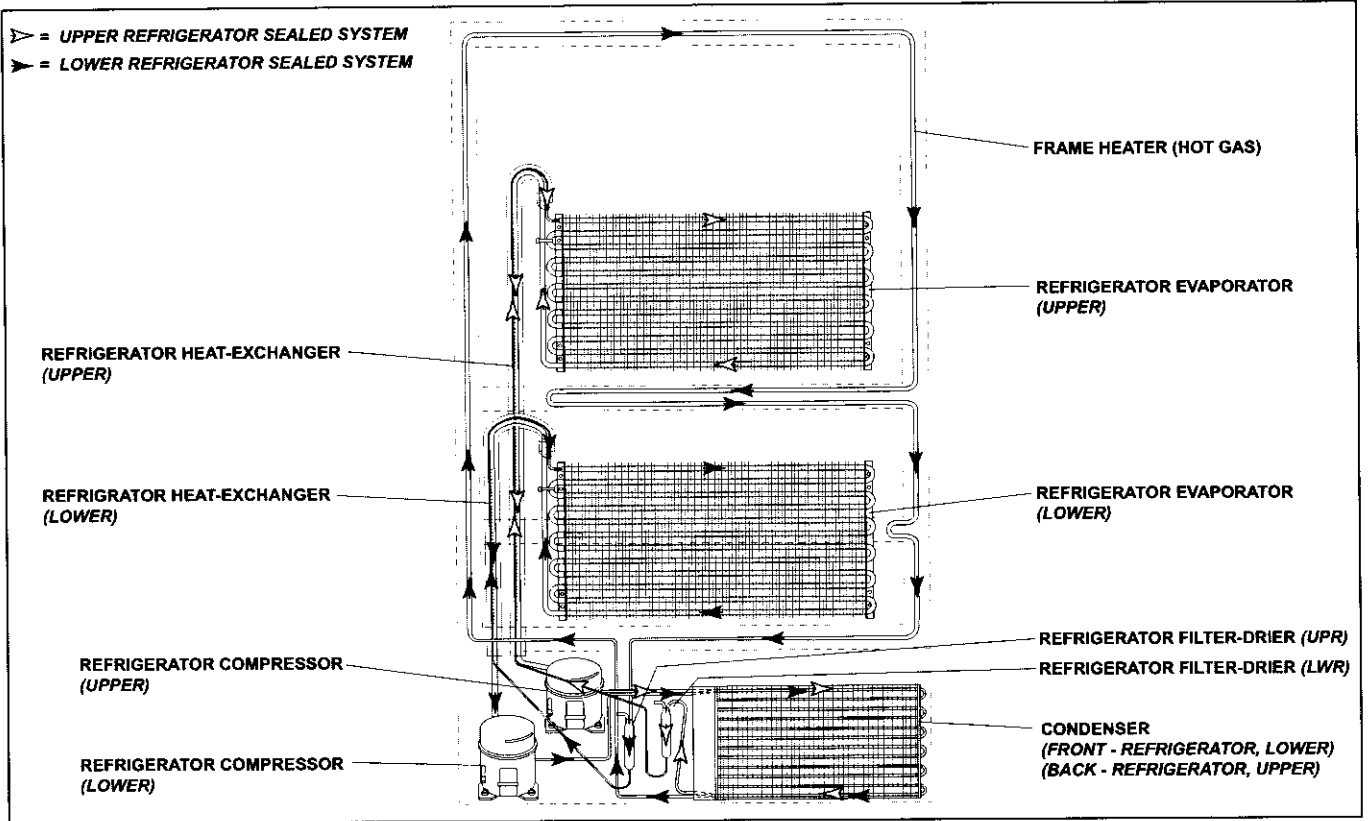 = UPPER REFRIGERATOR SEALED SYSTEM
= LOWER REFRIGERATOR SEALED SYSTEM
FRAME HEATER (HOT GAS)
REFRIGERATOR EVAPORATOR
(UPPER)
REFRIGERATOR HEAT-EXCHANGER
(UPPER)
REFRIGRATOR HEAT-EXCHANGER
(LOWER)
REFRIGERATOR EVAPORATOR
(LOWER)
REFRIGERATOR FILTER-DRIER (UPR)
REFRIGERATOR COMPRESSOR
(UPPER)
REFRIGERATOR FILTER-DRIER (LWR)
CONDENSER
(FRONT - REFRIGERATOR, LOWER)
(BACK - REFRIGERATOR, UPPER)
REFRIGERATOR COMPRESSOR
(LOWER)